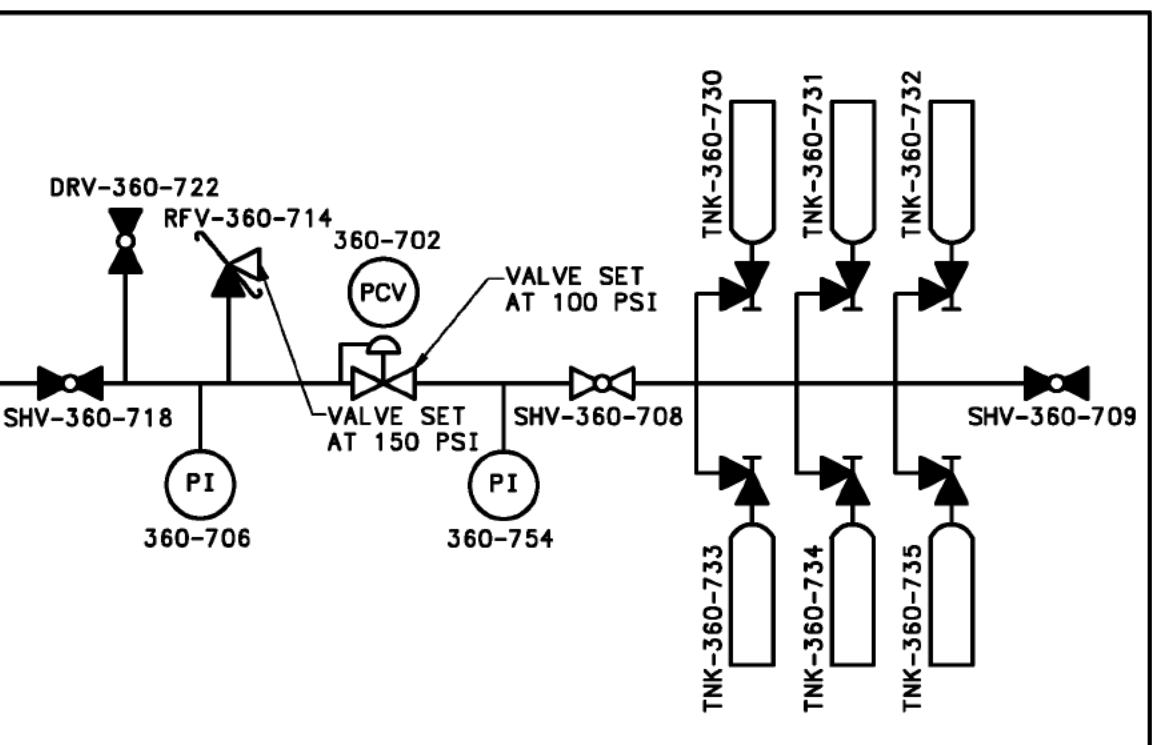 TNK-360-730
TNK-360-731
TNK-360-732
DRV-360-722
RFV-360-714
360-702
PCV
VALVE SET
AT 100 PSI
SHV-360-718
VALVE SET
AT 150 PSI
SHV-360-708
SHV-360-709
PI
360-706
PI
360-754
TNK-360-733
TNK-360-734
TNK-360-735